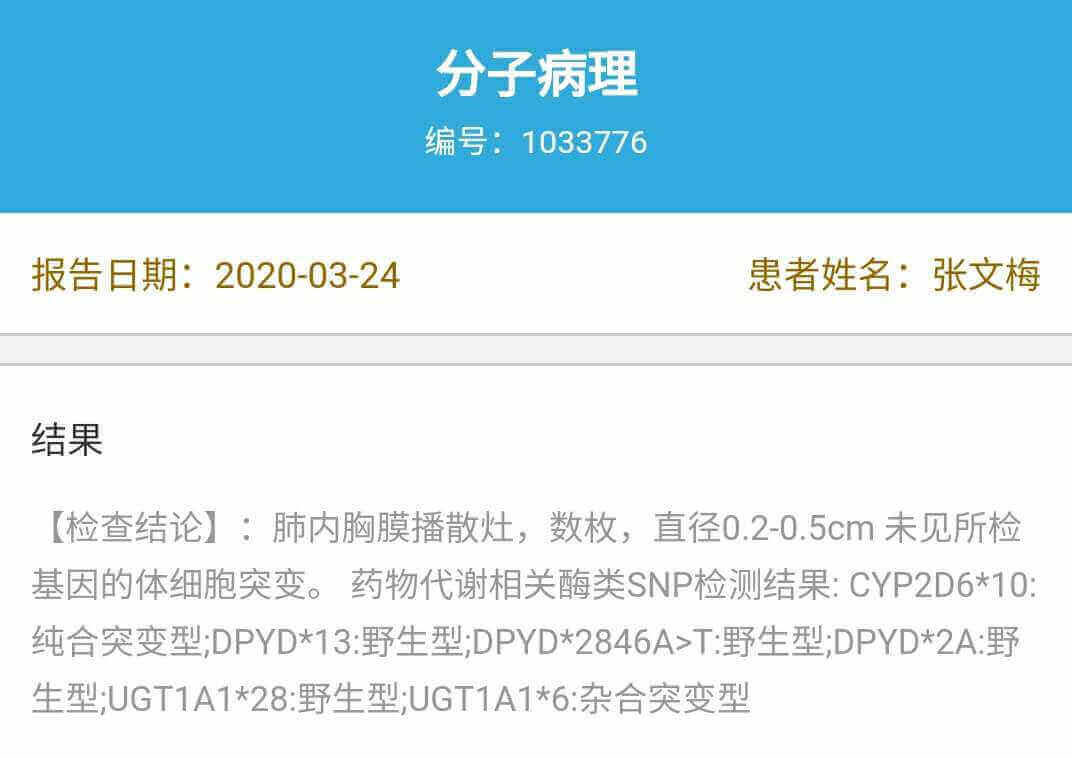 分子病理
编号：1033776
报告日期：2020-03-24 患者姓名：张文梅
结果
【检查结论】：肺内胸膜播散灶，数枚，直径0.2-0.5cm 未见所检
基因的体细胞突变。 药物代谢相关酶类SNP检测结果: CYP2D6*10:
纯合突变型;DPYD*13:野生型;DPYD*2846A>T:野生型;DPYD*2A:野
生型;UGT1A1*28:野生型;UGT1A1*6:杂合突变型